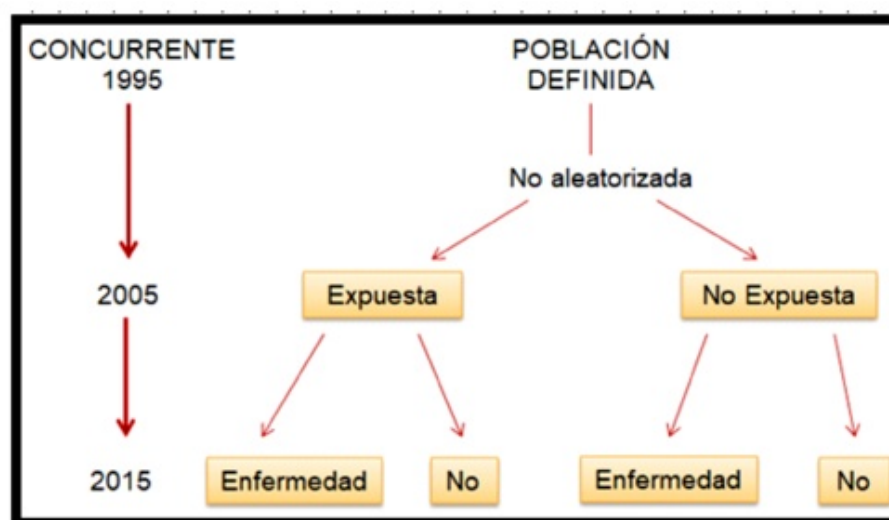 CONCURRENTE
1995
POBLACIÓN
DEFINIDA
No aleatorizada
2005
Expuesta
No Expuesta
2015
Enfermedad
No
Enfermedad
No